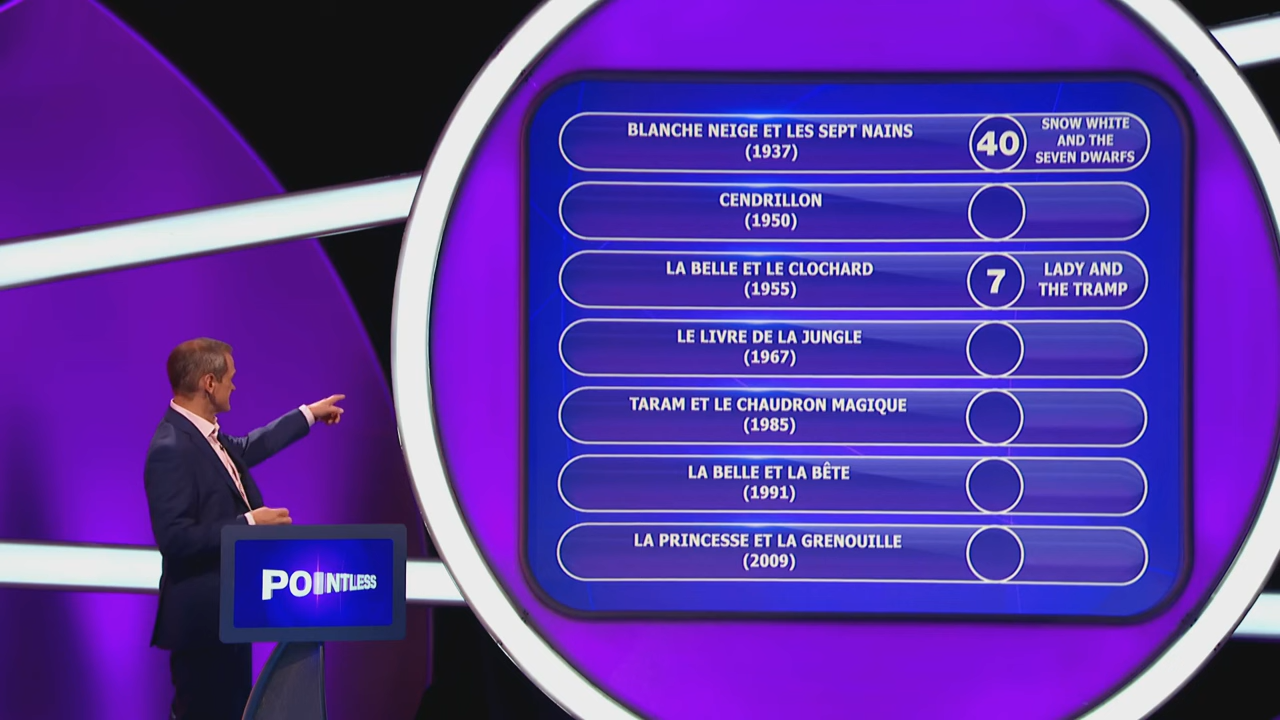 BLANCHE NEIGE ET LES SEPT NAINS
(1937)
40
SNOW WHITE
AND THE
SEVEN DWARFS
CENDRILLON
(1950)
LA BELLE ET LE CLOCHARD
(1955)
7
LADY AND
THE TRAMP
LE LIVRE DE LA JUNGLE
(1967)
TARAM ET LE CHAUDRON MAGIQUE
(1985)
LA BELLE ET LA BÊTE
(1991)
LA PRINCESSE ET LA GRENOUILLE
(2009)
POINTLESS